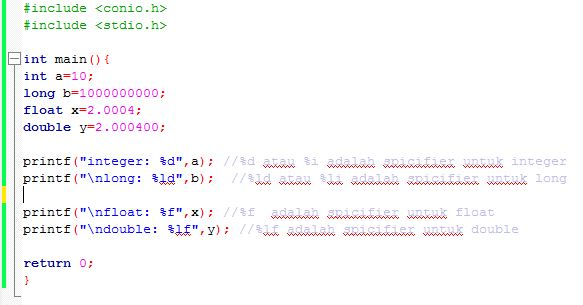 #include <conio.h>
#include <stdio.h>
int main(){
int a=10;
long b=1000000000;
float x=2.0004;
double y=2.000400;
printf("integer: %d",a); //%d atau %i adalah spicifier untuk integer
printf("\nlong: %ld",b); //%ld atau %li adalah spicifier untuk long
printf("\nfloat: %f",x); //%f adalah spicifier untuk float
printf("\ndouble: %lf",y); //%lf adalah spicifier untuk double
return 0;
}